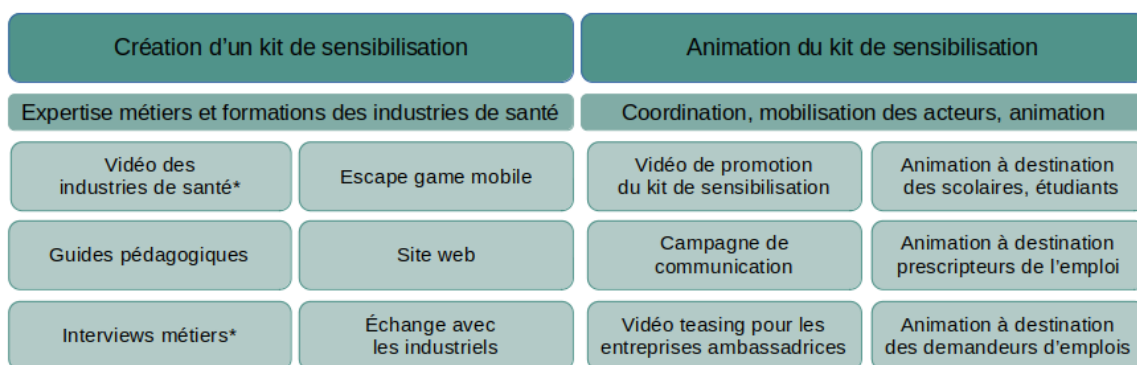 Création d'un kit de sensibilisation
Animation du kit de sensibilisation
Expertise métiers et formations des industries de santé
Coordination, mobilisation des acteurs, animation
Vidéo des
industries de santé*
Escape game mobile
Vidéo de promotion
du kit de sensibilisation
Animation à destination
des scolaires, étudiants
Guides pédagogiques
Site web
Campagne de
communication
Animation à destination
prescripteurs de l'emploi
Interviews métiers*
Échange avec
les industriels
Vidéo teasing pour les
entreprises ambassadrices
Animation à destination
des demandeurs d'emplois